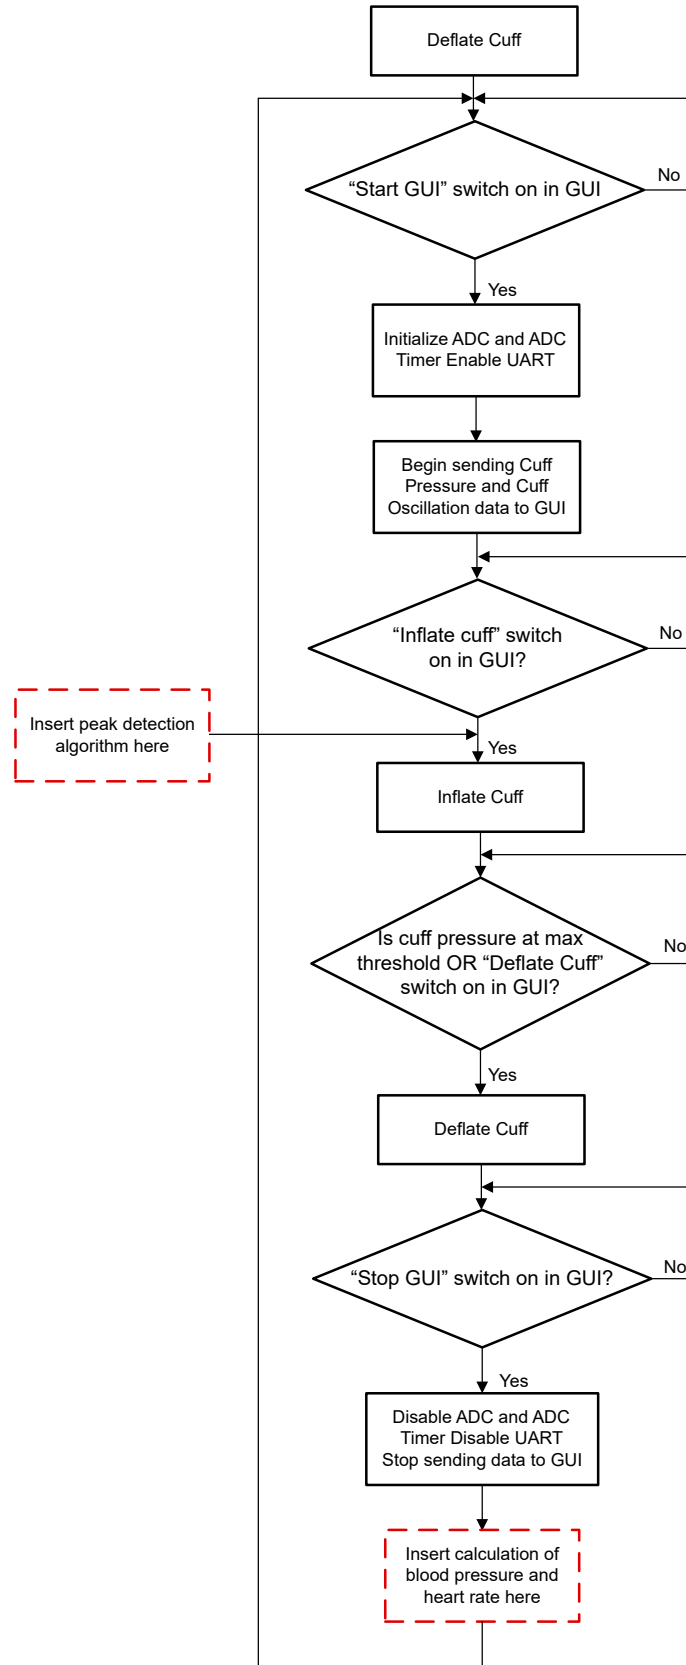 Deflate Cuff
“Start GUI” switch on in GUI
No
Yes
Initialize ADC and ADC
Timer Enable UART
Begin sending Cuff
Pressure and Cuff
Oscillation data to GUI
“Inflate cuff” switch
on in GUI?
No
Insert peak detection
algorithm here
Yes
Inflate Cuff
Is cuff pressure at max
threshold OR “Deflate Cuff”
switch on in GUI?
No
Yes
Deflate Cuff
“Stop GUI” switch on in GUI?
No
Yes
Disable ADC and ADC
Timer Disable UART
Stop sending data to GUI
Insert calculation of
blood pressure and
heart rate here